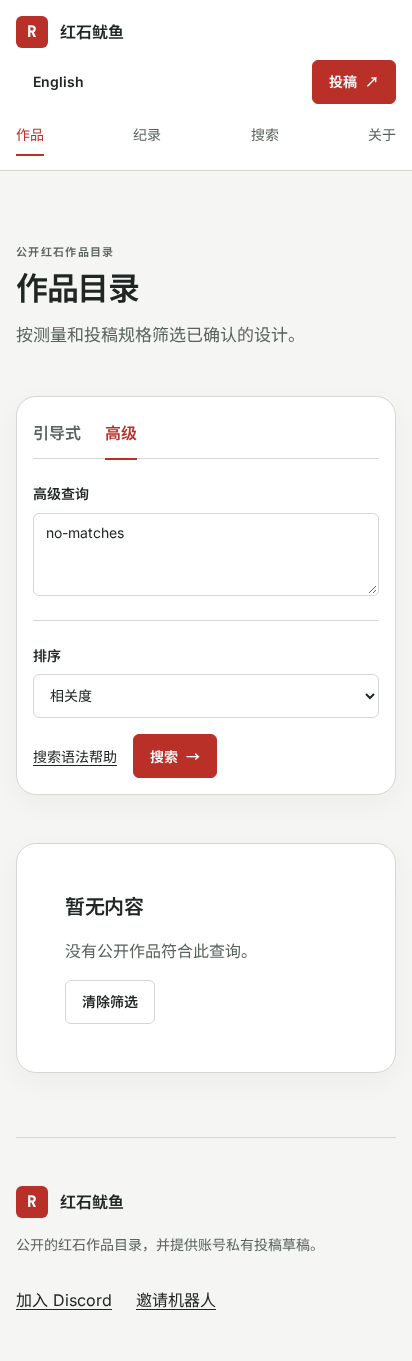 R 红石鱿鱼
English
投稿 ↗
作品 纪录 搜索 关于
公开红石作品目录
作品目录
按测量和投稿规格筛选已确认的设计。
引导式 高级
高级查询
no-matches
排序
相关度
搜索语法帮助 搜索 →
暂无内容
没有公开作品符合此查询。
清除筛选
R 红石鱿鱼
公开的红石作品目录，并提供账号私有投稿草稿。
加入 Discord 邀请机器人